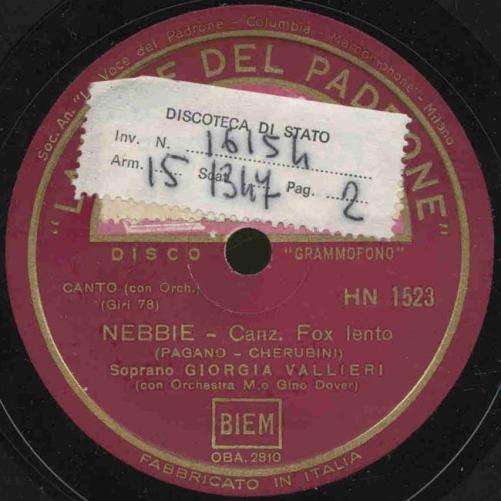 Soc. An. "La Voce del Padrone - Columbia - Marconiphone" - Milano
"LA VOCE DEL PADRONE"
DISCOTECA DI STATO
Inv. N. 16154
Arm. 15 Sca. 1347 Pag. 2
DISCO "GRAMMOFONO"
CANTO (con Orch.)
(Giri 78)
HN 1523
NEBBIE - Canz. Fox lento
(PAGANO - CHERUBINI)
Soprano GIORGIA VALLIERI
(con Orchestra M.o Gino Dover)
BIEM
OBA. 2810
FABBRICATO IN ITALIA